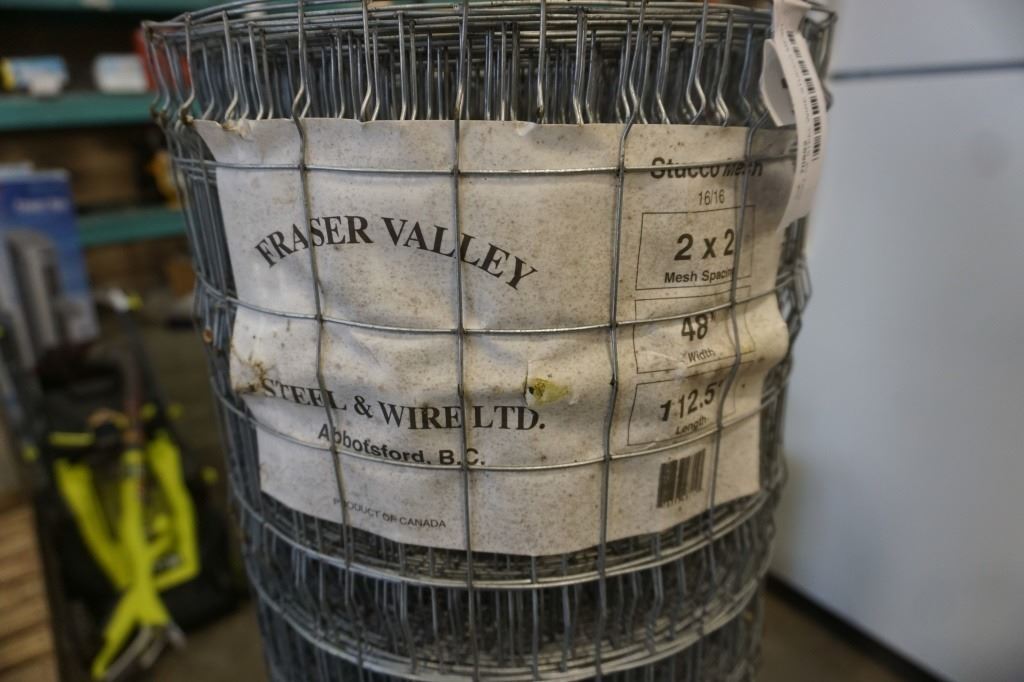 FRASER VALLEY
STEEL & WIRE LTD.
Abbotsford, B.C.
PRODUCT OF CANADA
Stucco Mesh
16/16
2 x 2
Mesh Spacing
48"
Width
112.5'
Length